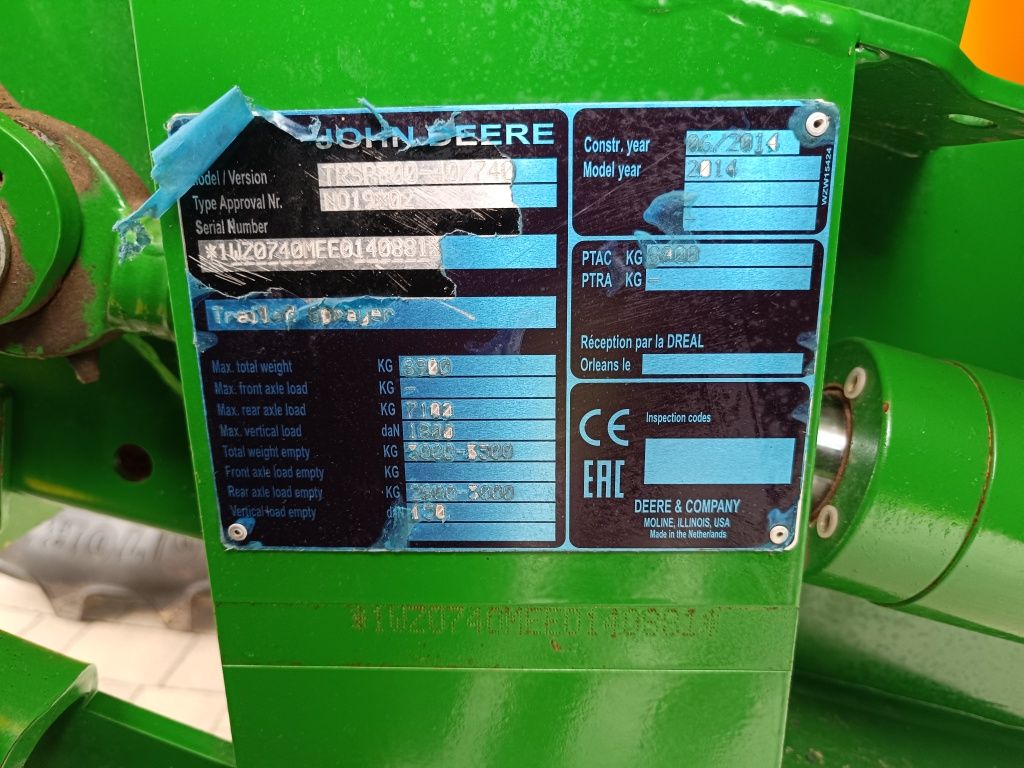 JOHN DEERE
Model / Version
Type Approval Nr.
Serial Number
Trailed Sprayer
Max. total weight KG
Max. front axle load KG -
Max. rear axle load KG 7100
Max. vertical load daN
Total weight empty KG
Front axle load empty KG
Rear axle load empty KG
Vertical load empty daN 150
Constr. year 06/2014
Model year 2014
WZW15424
PTAC KG
PTRA KG -
Réception par la DREAL
Orleans le
CE
EAC
Inspection codes
DEERE & COMPANY
MOLINE, ILLINOIS, USA
Made in the Netherlands
*1WZ0740MEE0140881